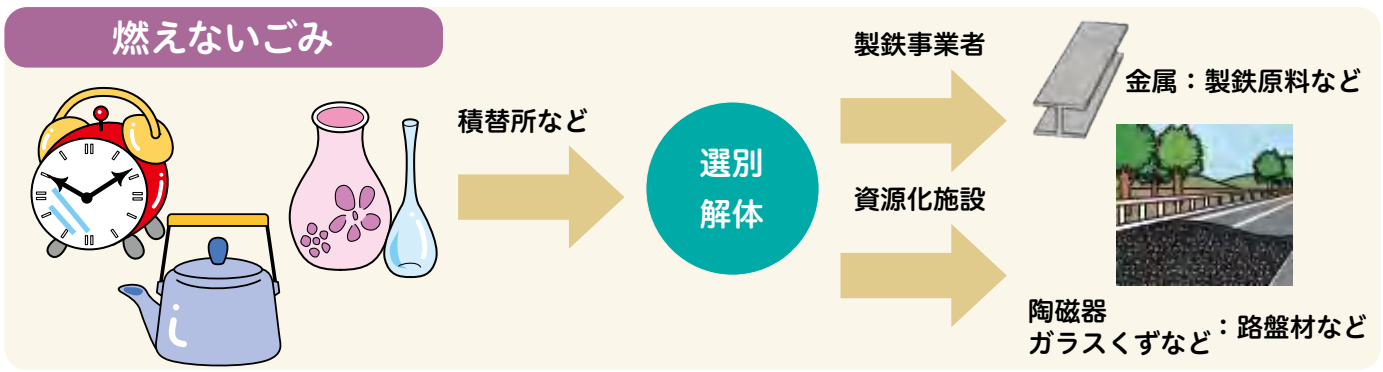 燃えないごみ
積替所など
選別
解体
製鉄事業者
金属：製鉄原料など
資源化施設
陶磁器
ガラスくずなど：路盤材など